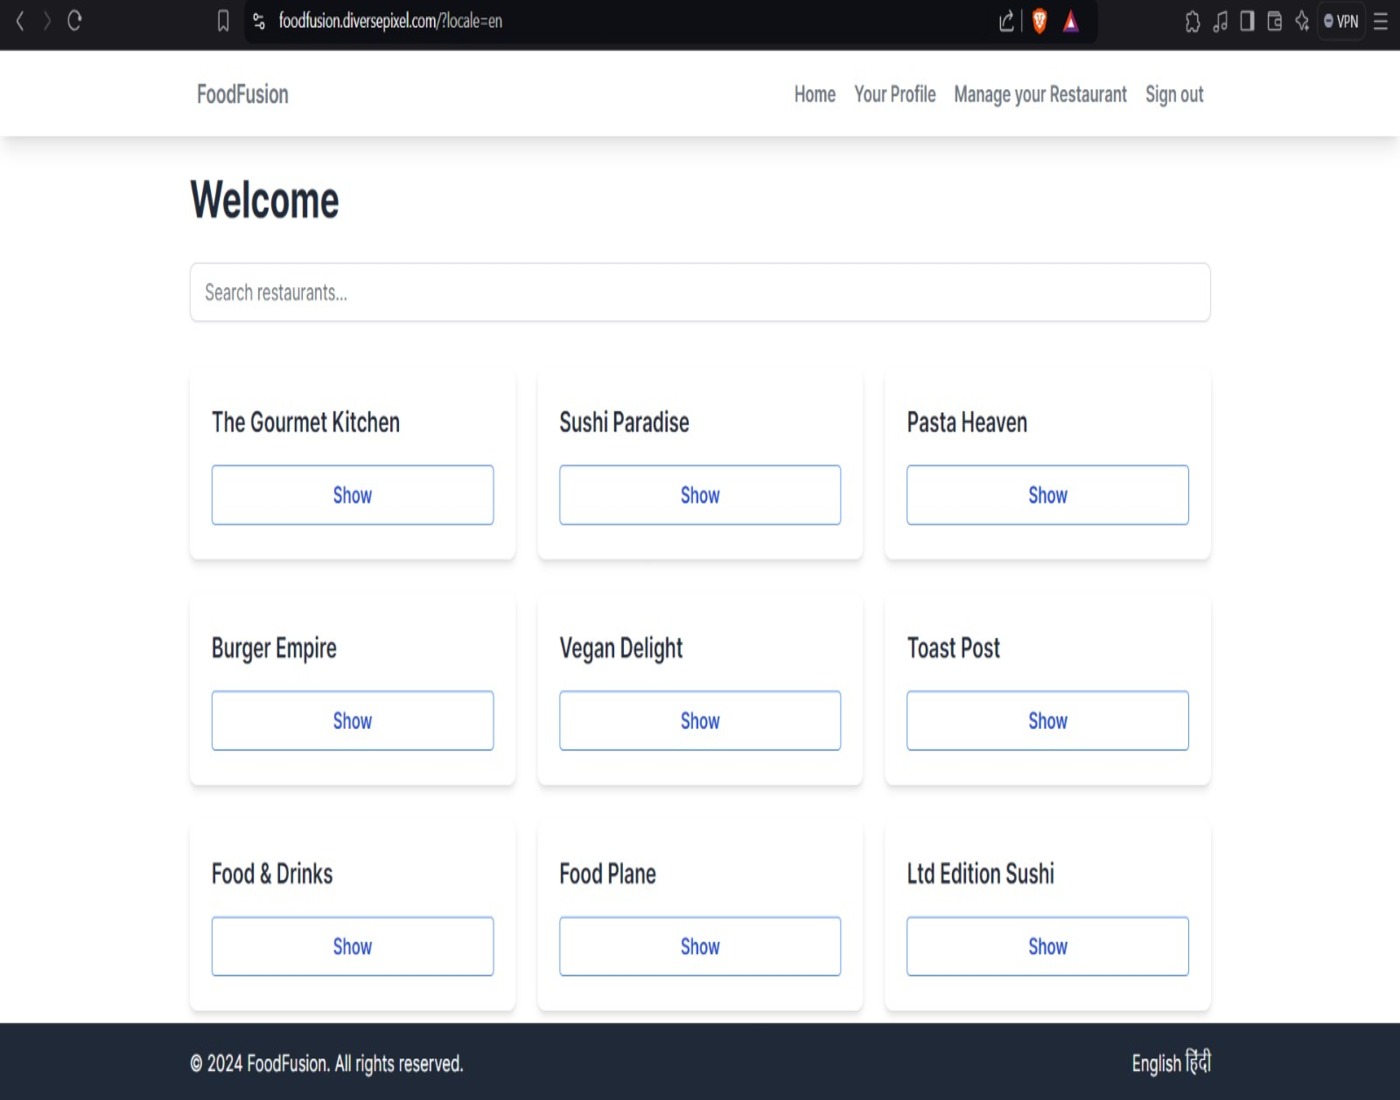 foodfusion.diversepixel.com/?locale=en
VPN
FoodFusion
Home Your Profile Manage your Restaurant Sign out
Welcome
Search restaurants...
The Gourmet Kitchen Sushi Paradise Pasta Heaven
Show Show Show
Burger Empire Vegan Delight Toast Post
Show Show Show
Food & Drinks Food Plane Ltd Edition Sushi
Show Show Show
© 2024 FoodFusion. All rights reserved.
English हिंदी